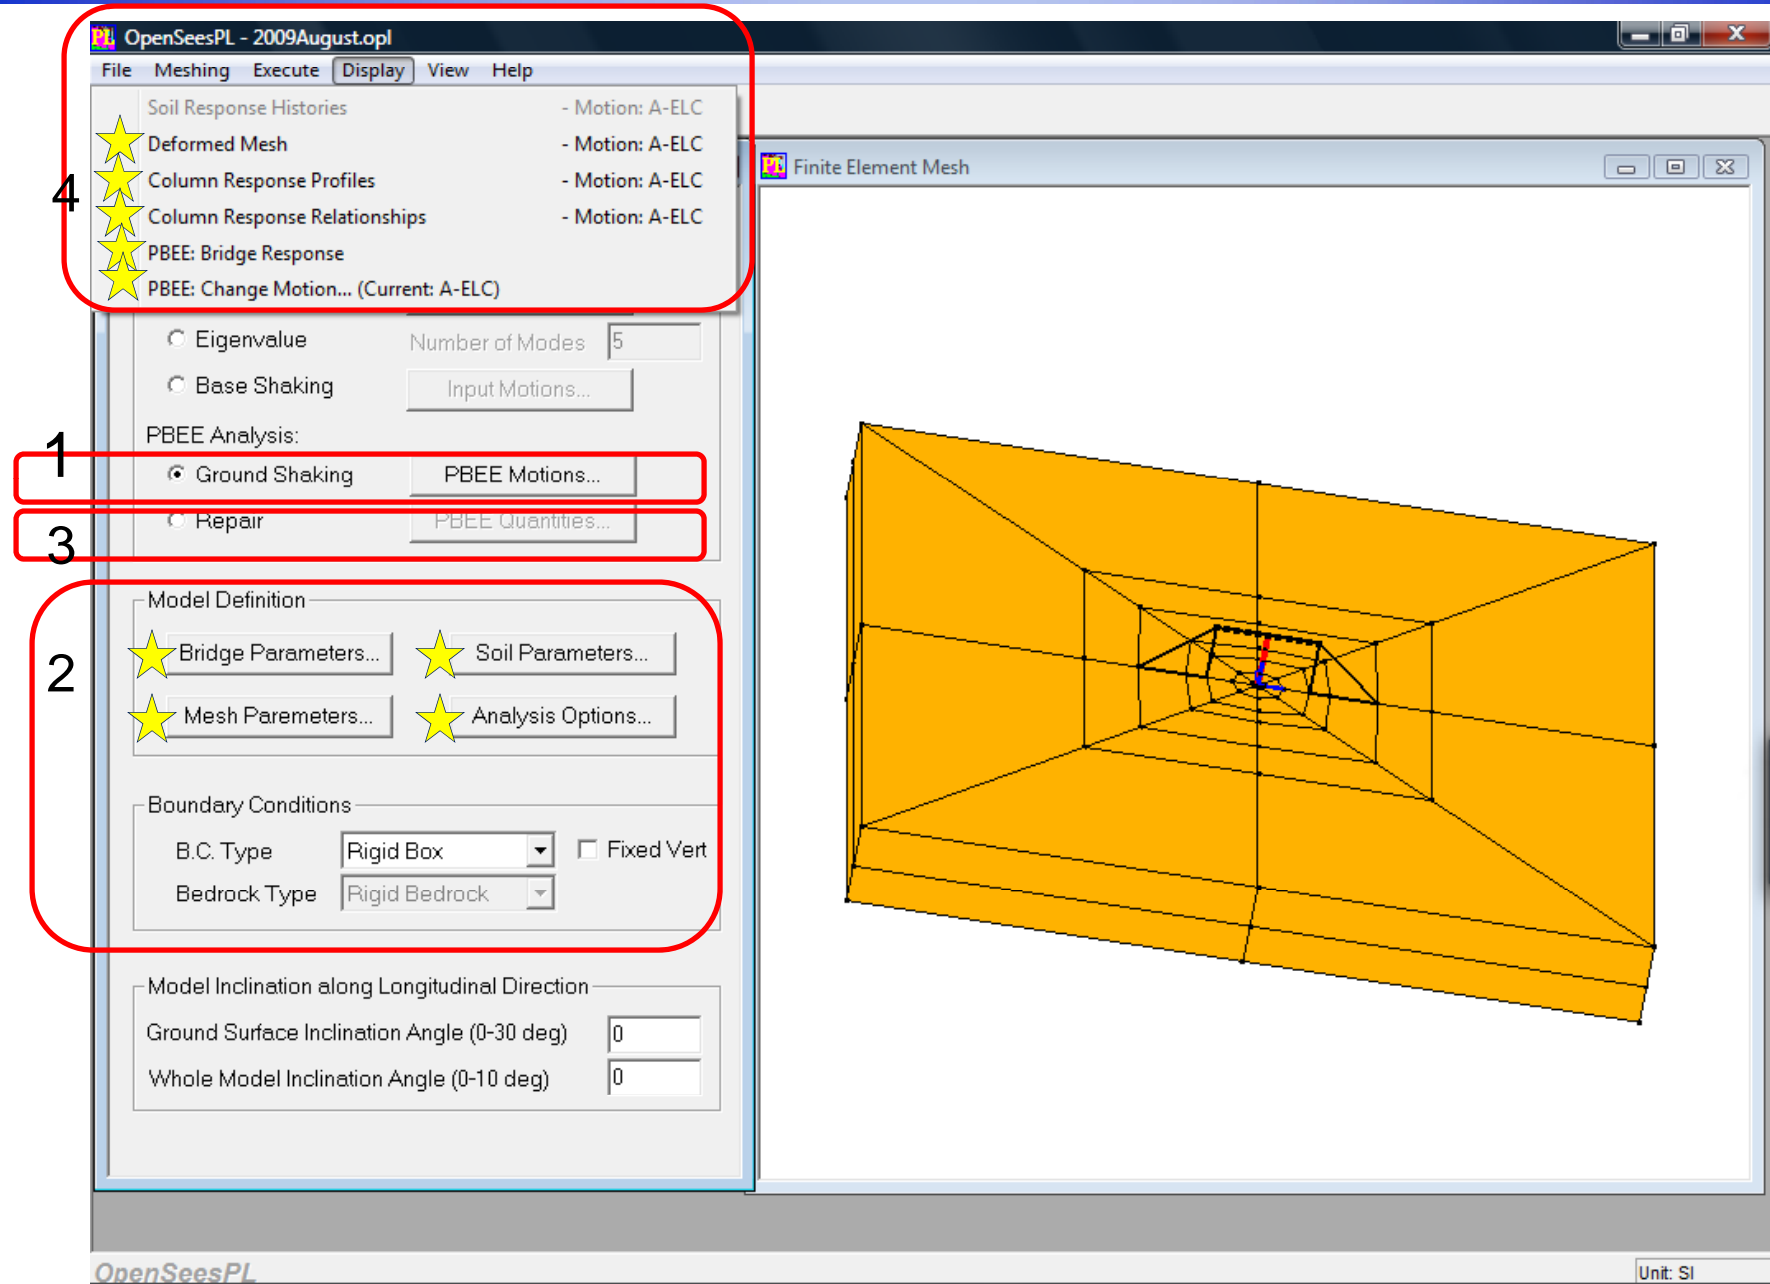 PL OpenSeesPL - 2009August.opl
File Meshing Execute Display View Help
Soil Response Histories - Motion: A-ELC
Deformed Mesh - Motion: A-ELC
4 Column Response Profiles - Motion: A-ELC
Column Response Relationships - Motion: A-ELC
PBEE: Bridge Response
PBEE: Change Motion... (Current: A-ELC)
Eigenvalue Number of Modes 5
Base Shaking Input Motions...
PBEE Analysis:
1 Ground Shaking PBEE Motions...
3 Repair PBEE Quantities...
Model Definition
2 Bridge Parameters... Soil Parameters...
Mesh Paremeters... Analysis Options...
Boundary Conditions
B.C. Type Rigid Box Fixed Vert
Bedrock Type Rigid Bedrock
Model Inclination along Longitudinal Direction
Ground Surface Inclination Angle (0-30 deg) 0
Whole Model Inclination Angle (0-10 deg) 0
PL Finite Element Mesh
OpenSeesPL Unit: SI